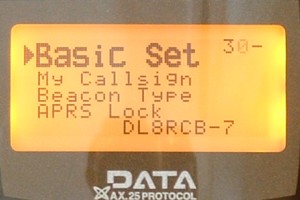 ▶Basic Set 30-
My Callsign
Beacon Type
APRS Lock
DL8RCB-7
DATA
AX.25 PROTOCOL